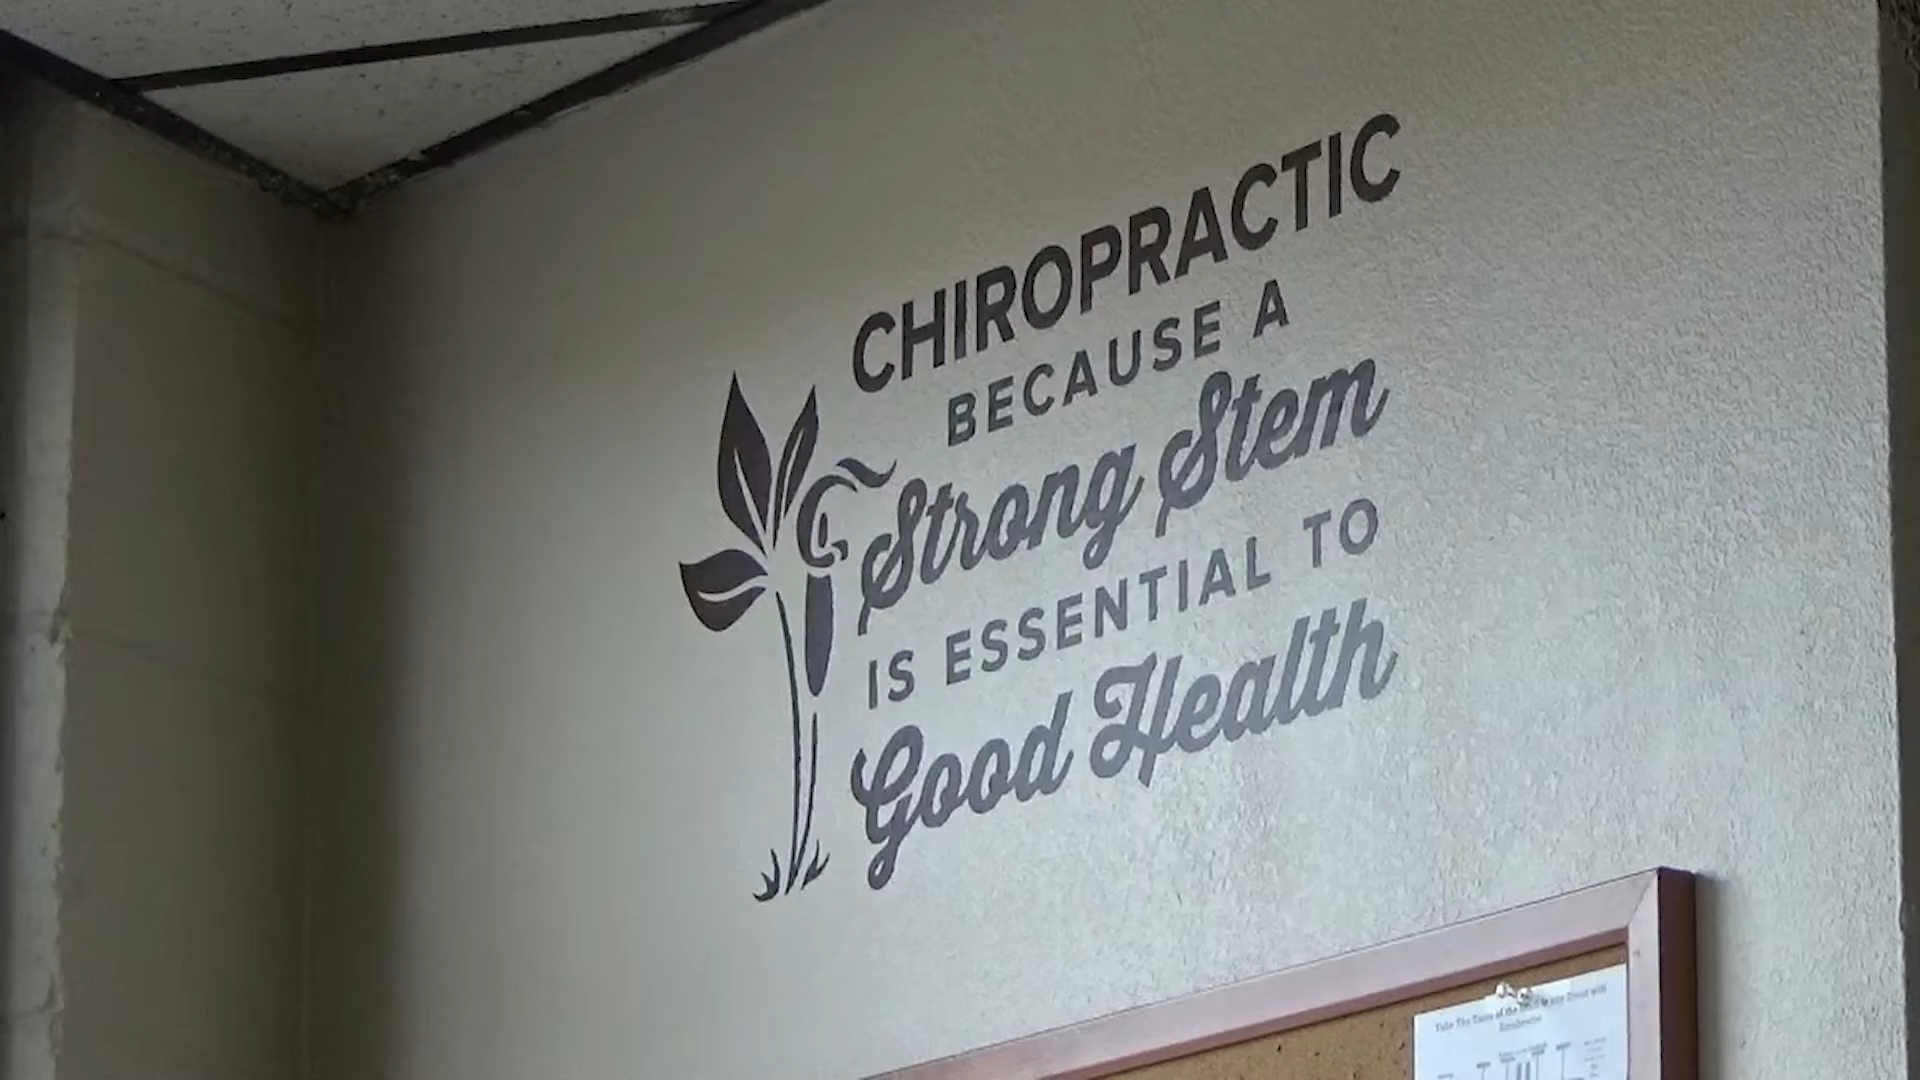 CHIROPRACTIC
BECAUSE A
Strong Stem
IS ESSENTIAL TO
Good Health